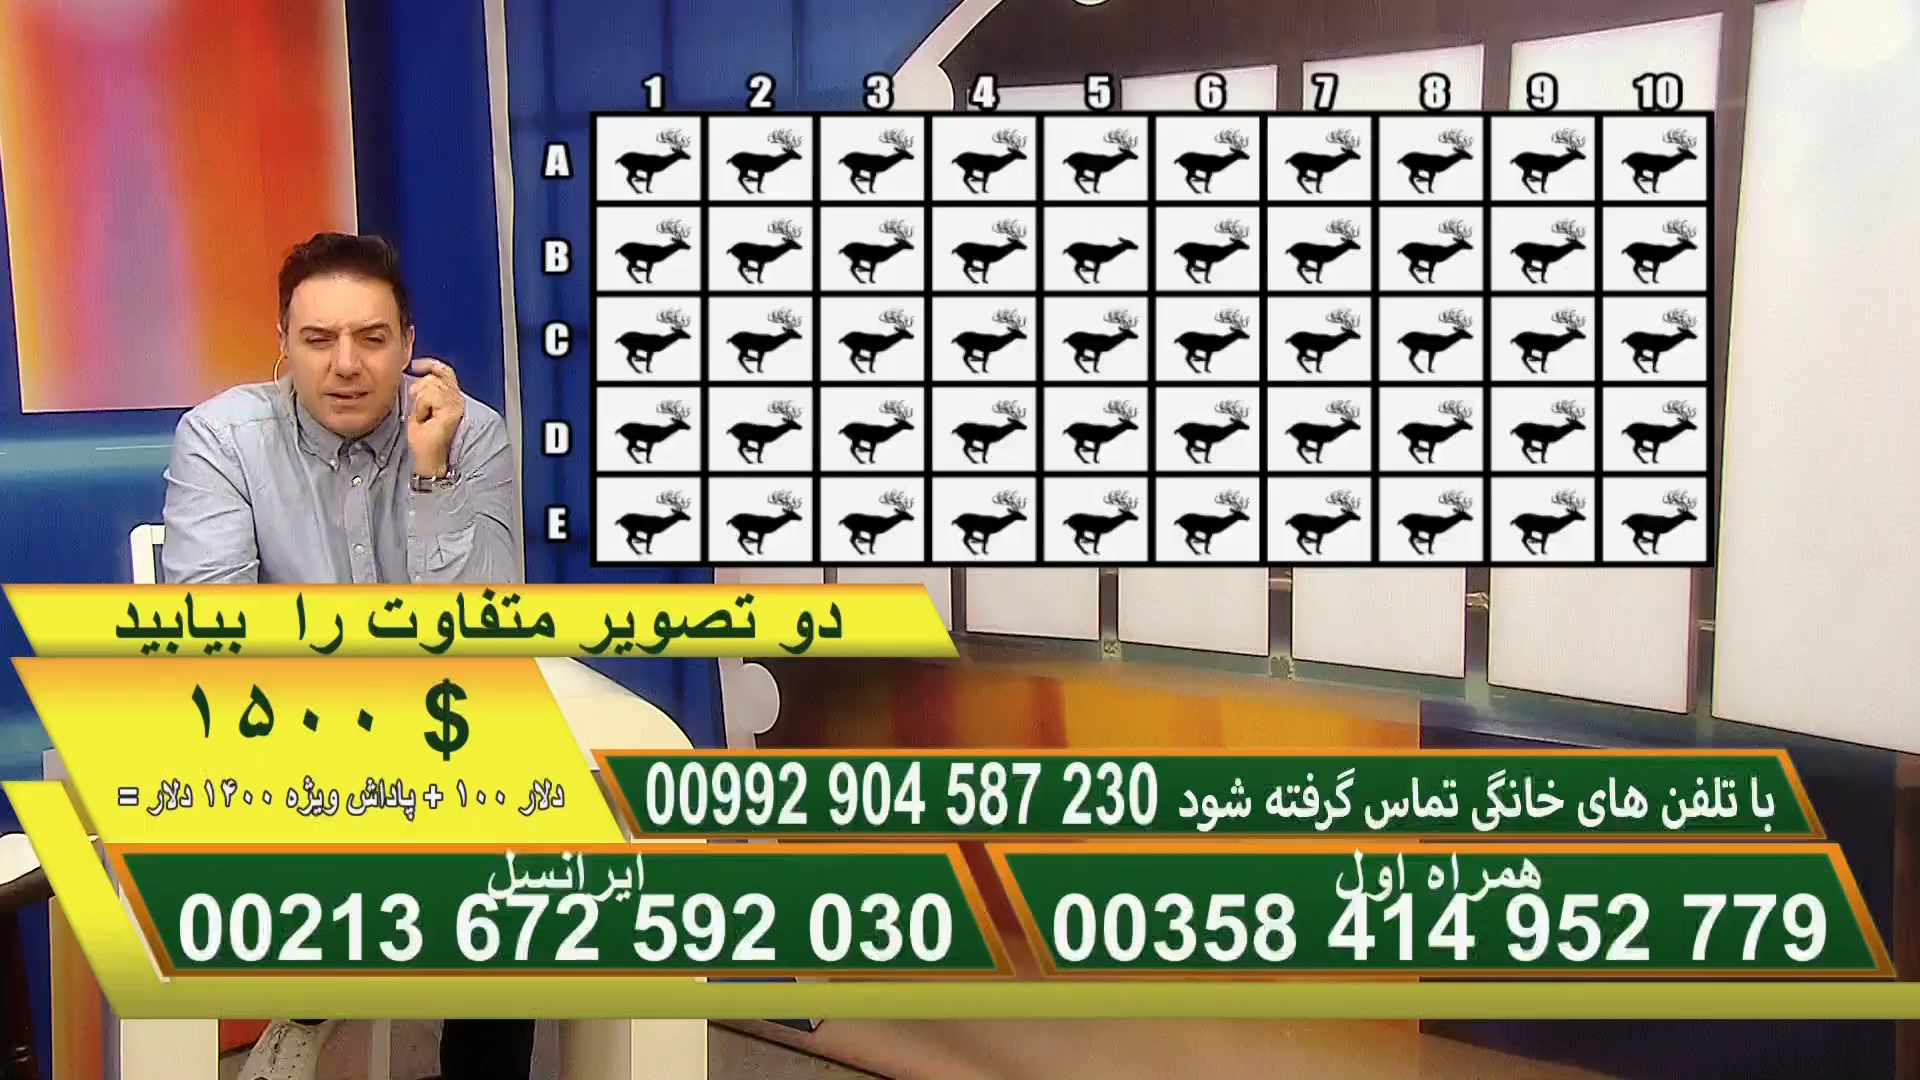 1 2 3 4 5 6 7 8 9 10
A
B
C
D
E
دو تصویر متفاوت را بیابید
۱۵۰۰ $
دلار ۱۰۰ + پاداش ویژه ۱۴۰۰ دلار =
با تلفن های خانگی تماس گرفته شود 00992 904 587 230
ایرانسل
00213 672 592 030
همراه اول
00358 414 952 779